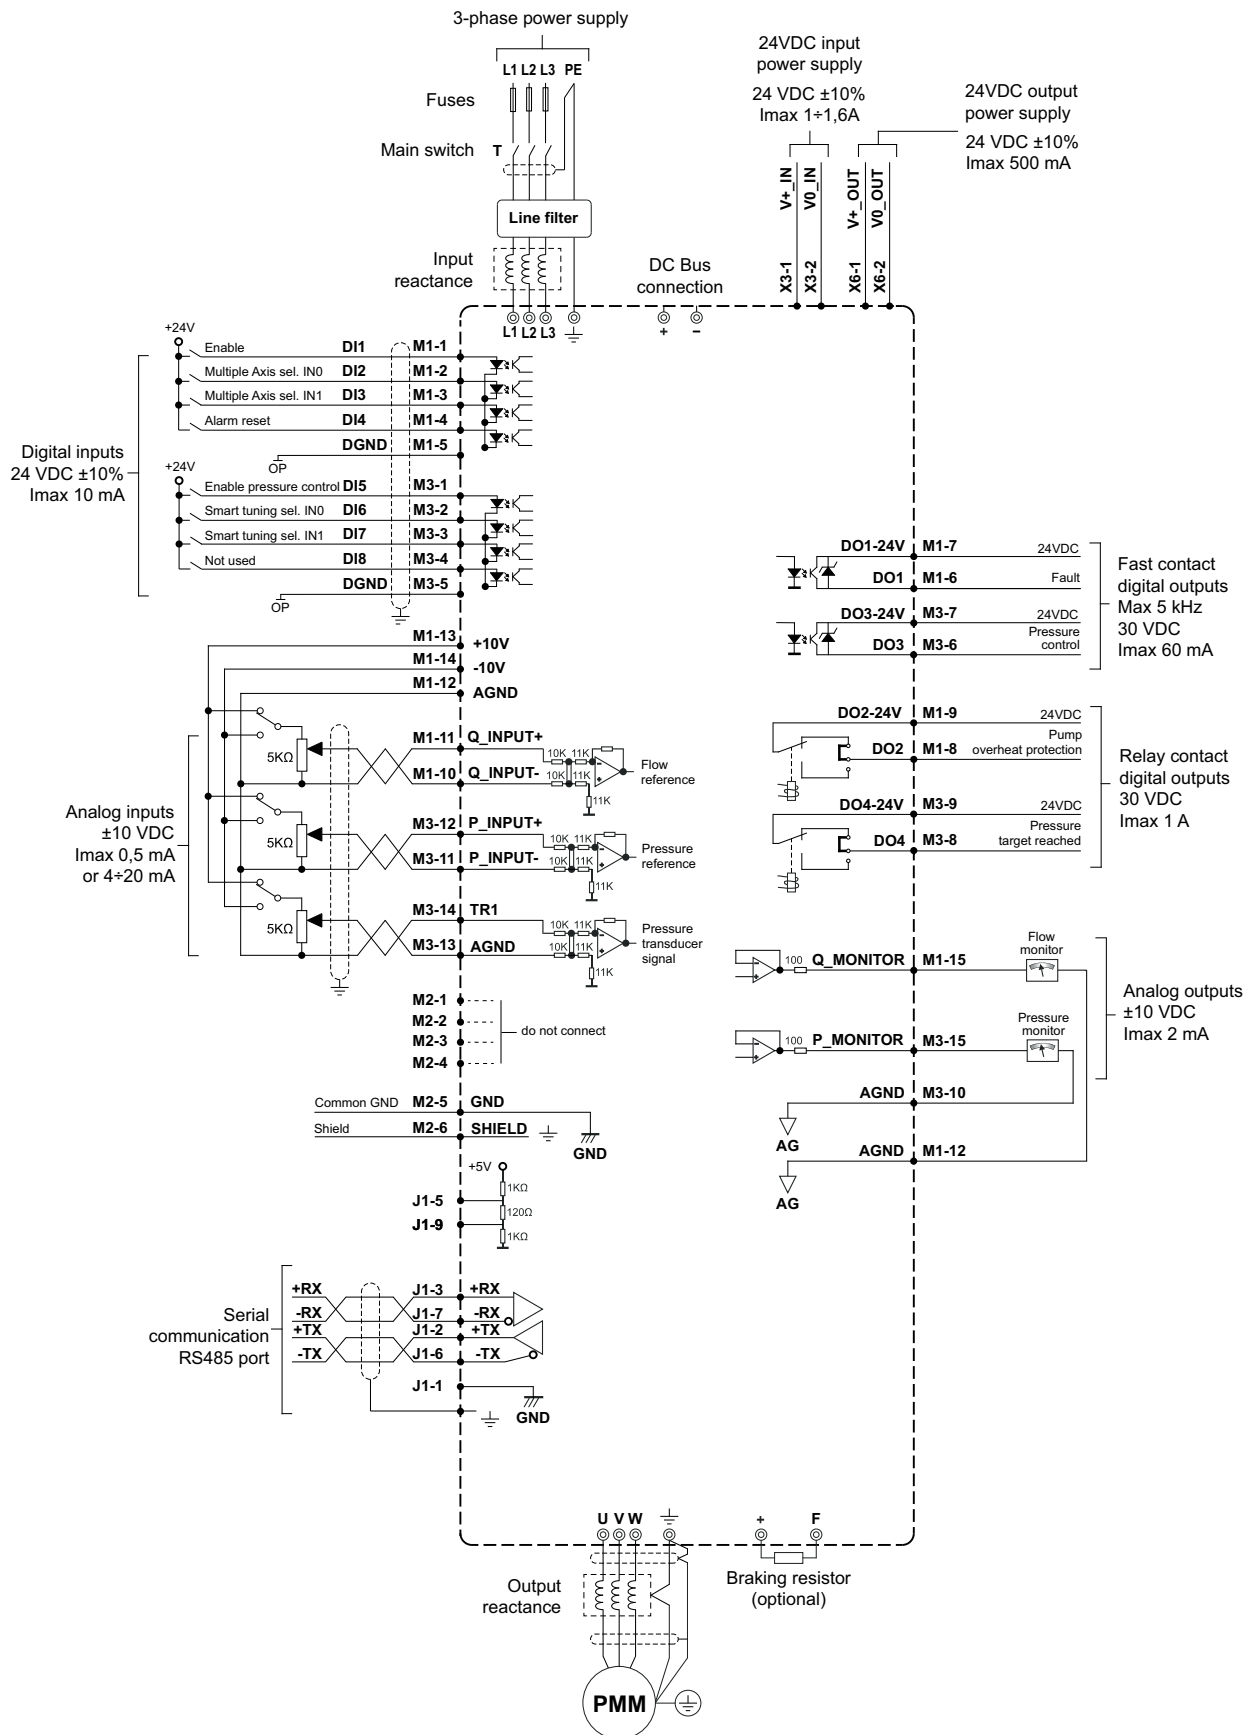 3-phase power supply
L1 L2 L3 PE
Fuses
Main switch T
Line filter
Input
reactance
24VDC input
power supply
24 VDC ±10%
Imax 1÷1,6A
24VDC output
power supply
24 VDC ±10%
Imax 500 mA
V+_IN
V0_IN
V+_OUT
V0_OUT
X3-1
X3-2
X6-1
X6-2
DC Bus
connection
L1 L2 L3
+ −
Digital inputs
24 VDC ±10%
Imax 10 mA
+24V
Enable DI1 M1-1
Multiple Axis sel. IN0 DI2 M1-2
Multiple Axis sel. IN1 DI3 M1-3
Alarm reset DI4 M1-4
DGND M1-5
OP
+24V
Enable pressure control DI5 M3-1
Smart tuning sel. IN0 DI6 M3-2
Smart tuning sel. IN1 DI7 M3-3
Not used DI8 M3-4
DGND M3-5
OP
M1-13 +10V
M1-14 -10V
M1-12 AGND
Analog inputs
±10 VDC
Imax 0,5 mA
or 4÷20 mA
5KΩ
M1-11 Q_INPUT+
M1-10 Q_INPUT-
10K 11K
10K 11K
11K
- +
Flow
reference
5KΩ
M3-12 P_INPUT+
M3-11 P_INPUT-
10K 11K
10K 11K
11K
- +
Pressure
reference
5KΩ
M3-14 TR1
M3-13 AGND
10K 11K
10K 11K
11K
- +
Pressure
transducer
signal
M2-1
M2-2
M2-3
M2-4
do not connect
Common GND M2-5 GND
Shield M2-6 SHIELD
GND
+5V
1KΩ
J1-5
120Ω
J1-9
1KΩ
Serial
communication
RS485 port
+RX J1-3 +RX
-RX J1-7 -RX
+TX J1-2 +TX
-TX J1-6 -TX
J1-1
GND
DO1-24V M1-7 24VDC
DO1 M1-6 Fault
DO3-24V M3-7 24VDC
DO3 M3-6 Pressure
control
Fast contact
digital outputs
Max 5 kHz
30 VDC
Imax 60 mA
DO2-24V M1-9 24VDC
DO2 M1-8 Pump
overheat protection
DO4-24V M3-9 24VDC
DO4 M3-8 Pressure
target reached
Relay contact
digital outputs
30 VDC
Imax 1 A
- +
100 Q_MONITOR M1-15
Flow
monitor
- +
100 P_MONITOR M3-15
Pressure
monitor
Analog outputs
±10 VDC
Imax 2 mA
AGND M3-10
AG
AGND M1-12
AG
U V W
+ F
Output
reactance
Braking resistor
(optional)
PMM